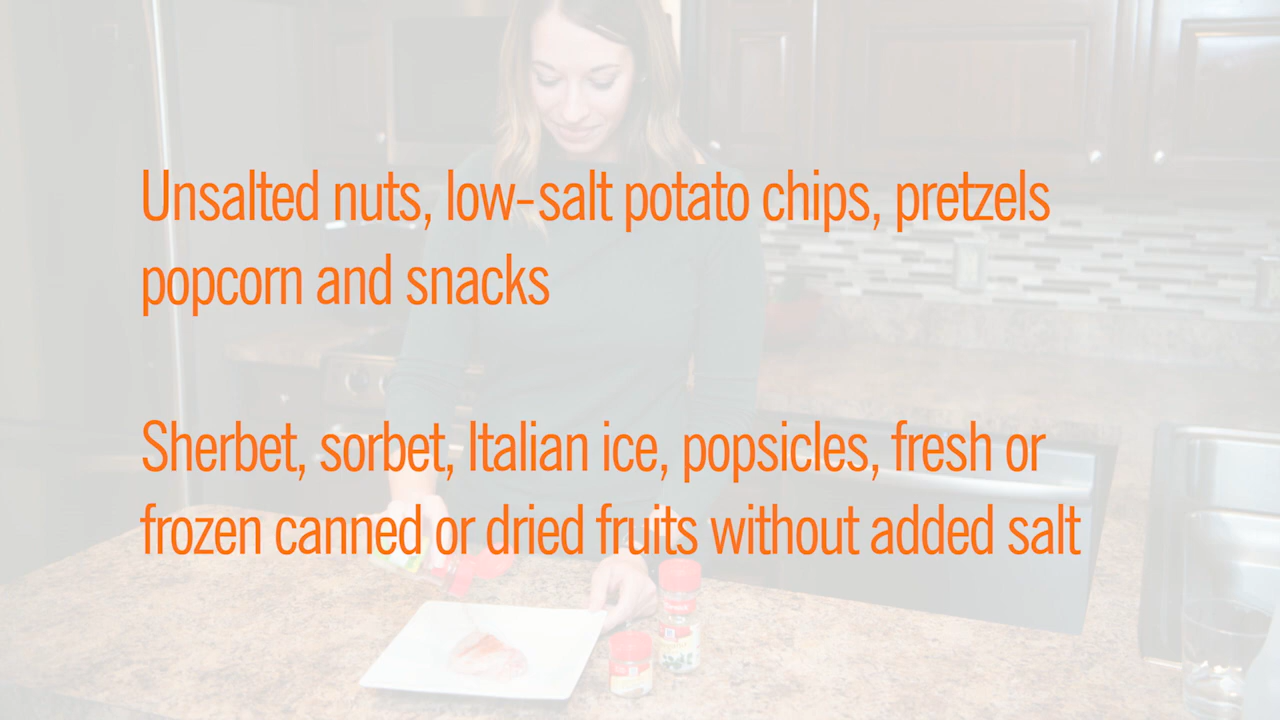 Unsalted nuts, low-salt potato chips, pretzels
popcorn and snacks
Sherbet, sorbet, Italian ice, popsicles, fresh or
frozen canned or dried fruits without added salt